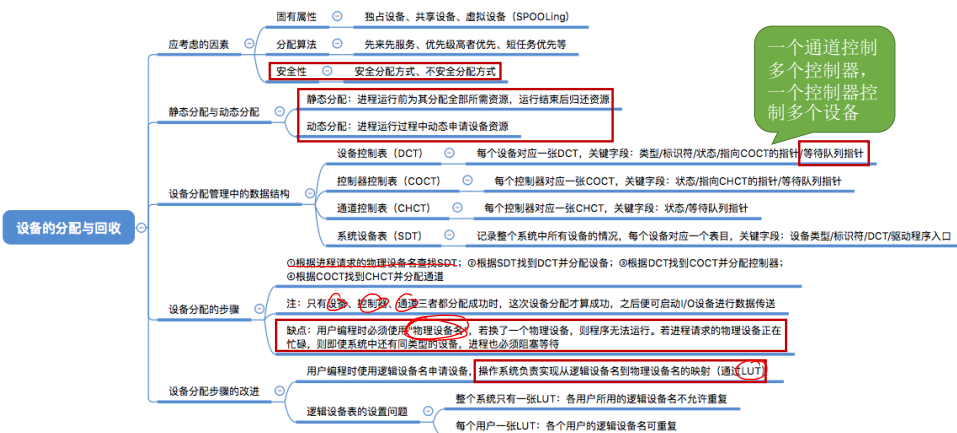 设备的分配与回收
应考虑的因素
固有属性
独占设备、共享设备、虚拟设备（SPOOLing）
分配算法
先来先服务、优先级高者优先、短任务优先等
安全性
安全分配方式、不安全分配方式
静态分配与动态分配
静态分配：进程运行前为其分配全部所需资源，运行结束后归还资源
动态分配：进程运行过程中动态申请设备资源
一个通道控制
多个控制器，
一个控制器控
制多个设备
设备分配管理中的数据结构
设备控制表（DCT）
每个设备对应一张DCT，关键字段：类型/标识符/状态/指向COCT的指针/等待队列指针
控制器控制表（COCT）
每个控制器对应一张COCT，关键字段：状态/指向CHCT的指针/等待队列指针
通道控制表（CHCT）
每个控制器对应一张CHCT，关键字段：状态/等待队列指针
系统设备表（SDT）
记录整个系统中所有设备的情况，每个设备对应一个表目，关键字段：设备类型/标识符/DCT/驱动程序入口
设备分配的步骤
①根据进程请求的物理设备名查找SDT；②根据SDT找到DCT并分配设备；③根据DCT找到COCT并分配控制器；
④根据COCT找到CHCT并分配通道
注：只有设备、控制器、通道三者都分配成功时，这次设备分配才算成功，之后便可启动I/O设备进行数据传送
缺点：用户编程时必须使用“物理设备名”，若换了一个物理设备，则程序无法运行。若进程请求的物理设备正在
忙碌，则即使系统中还有同类型的设备，进程也必须阻塞等待
设备分配步骤的改进
用户编程时使用逻辑设备名申请设备，操作系统负责实现从逻辑设备名到物理设备名的映射（通过LUT）
逻辑设备表的设置问题
整个系统只有一张LUT：各用户所用的逻辑设备名不允许重复
每个用户一张LUT：各个用户的逻辑设备名可重复